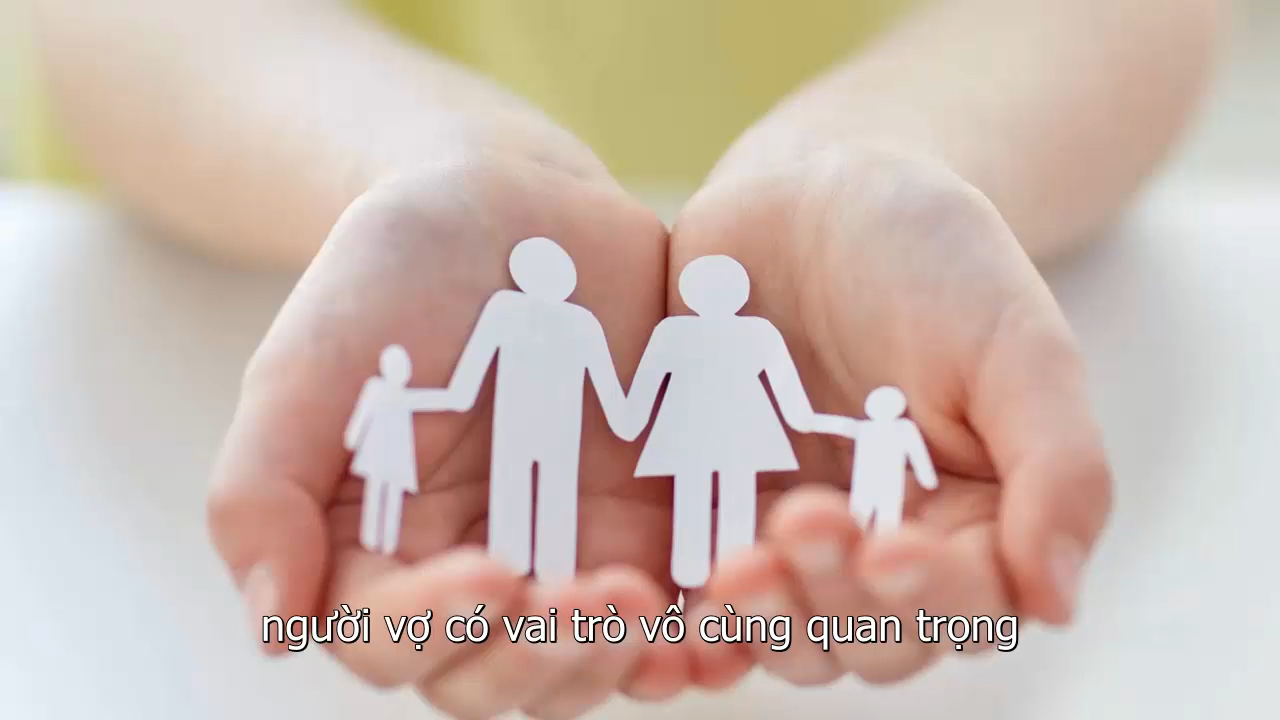 người vợ có vai trò vô cùng quan trọng